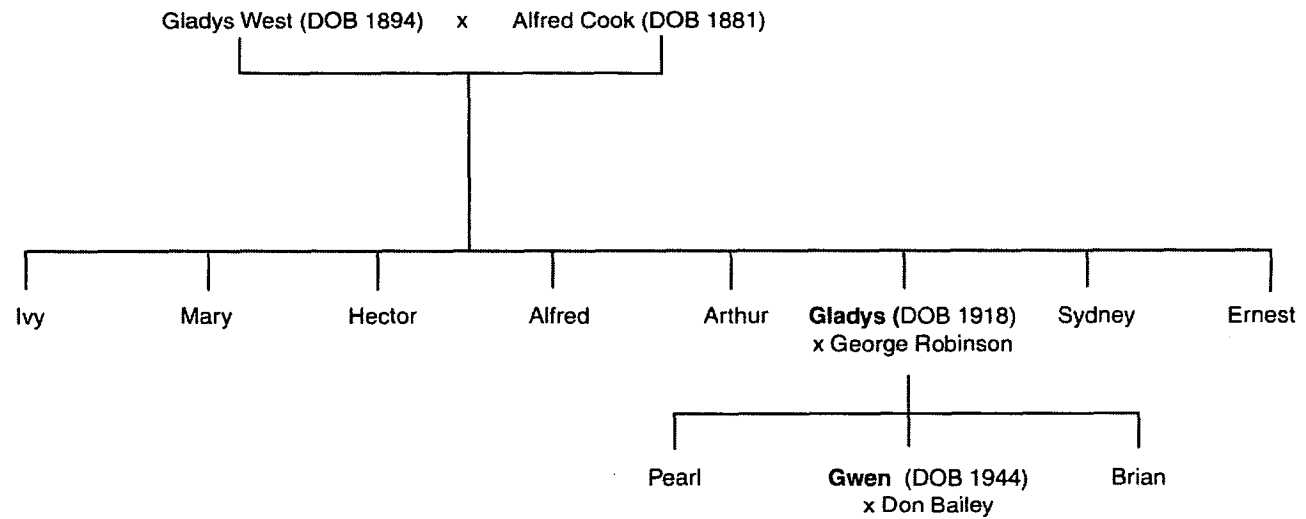 Gladys West (DOB 1894) x Alfred Cook (DOB 1881)
Ivy Mary Hector Alfred Arthur Gladys (DOB 1918) Sydney Ernest
x George Robinson
Pearl Gwen (DOB 1944) Brian
x Don Bailey